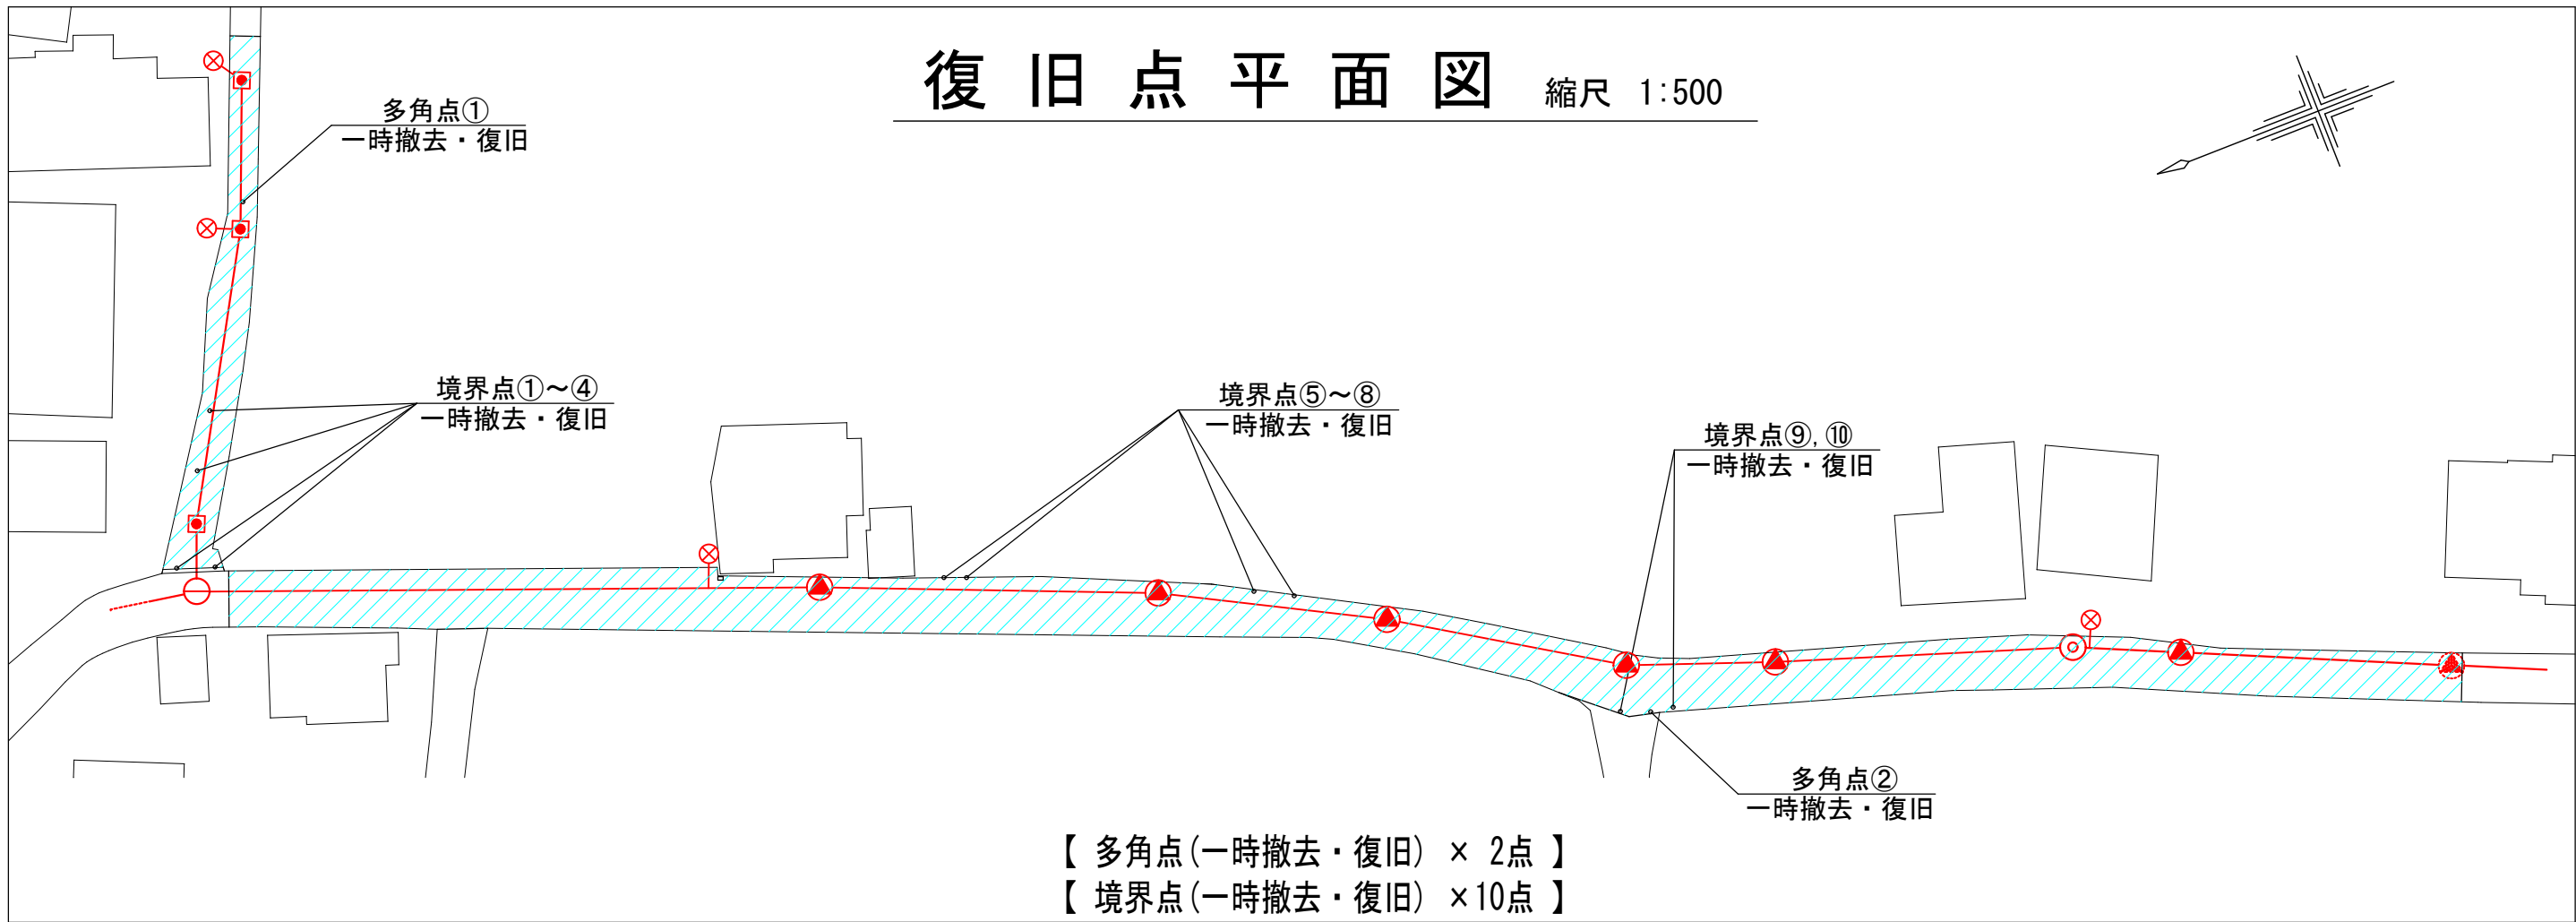 復旧点平面図 縮尺 1:500
多角点①
一時撤去・復旧
境界点①～④
一時撤去・復旧
境界点⑤～⑧
一時撤去・復旧
境界点⑨,⑩
一時撤去・復旧
多角点②
一時撤去・復旧
【 多角点(一時撤去・復旧) × 2点 】
【 境界点(一時撤去・復旧) ×10点 】